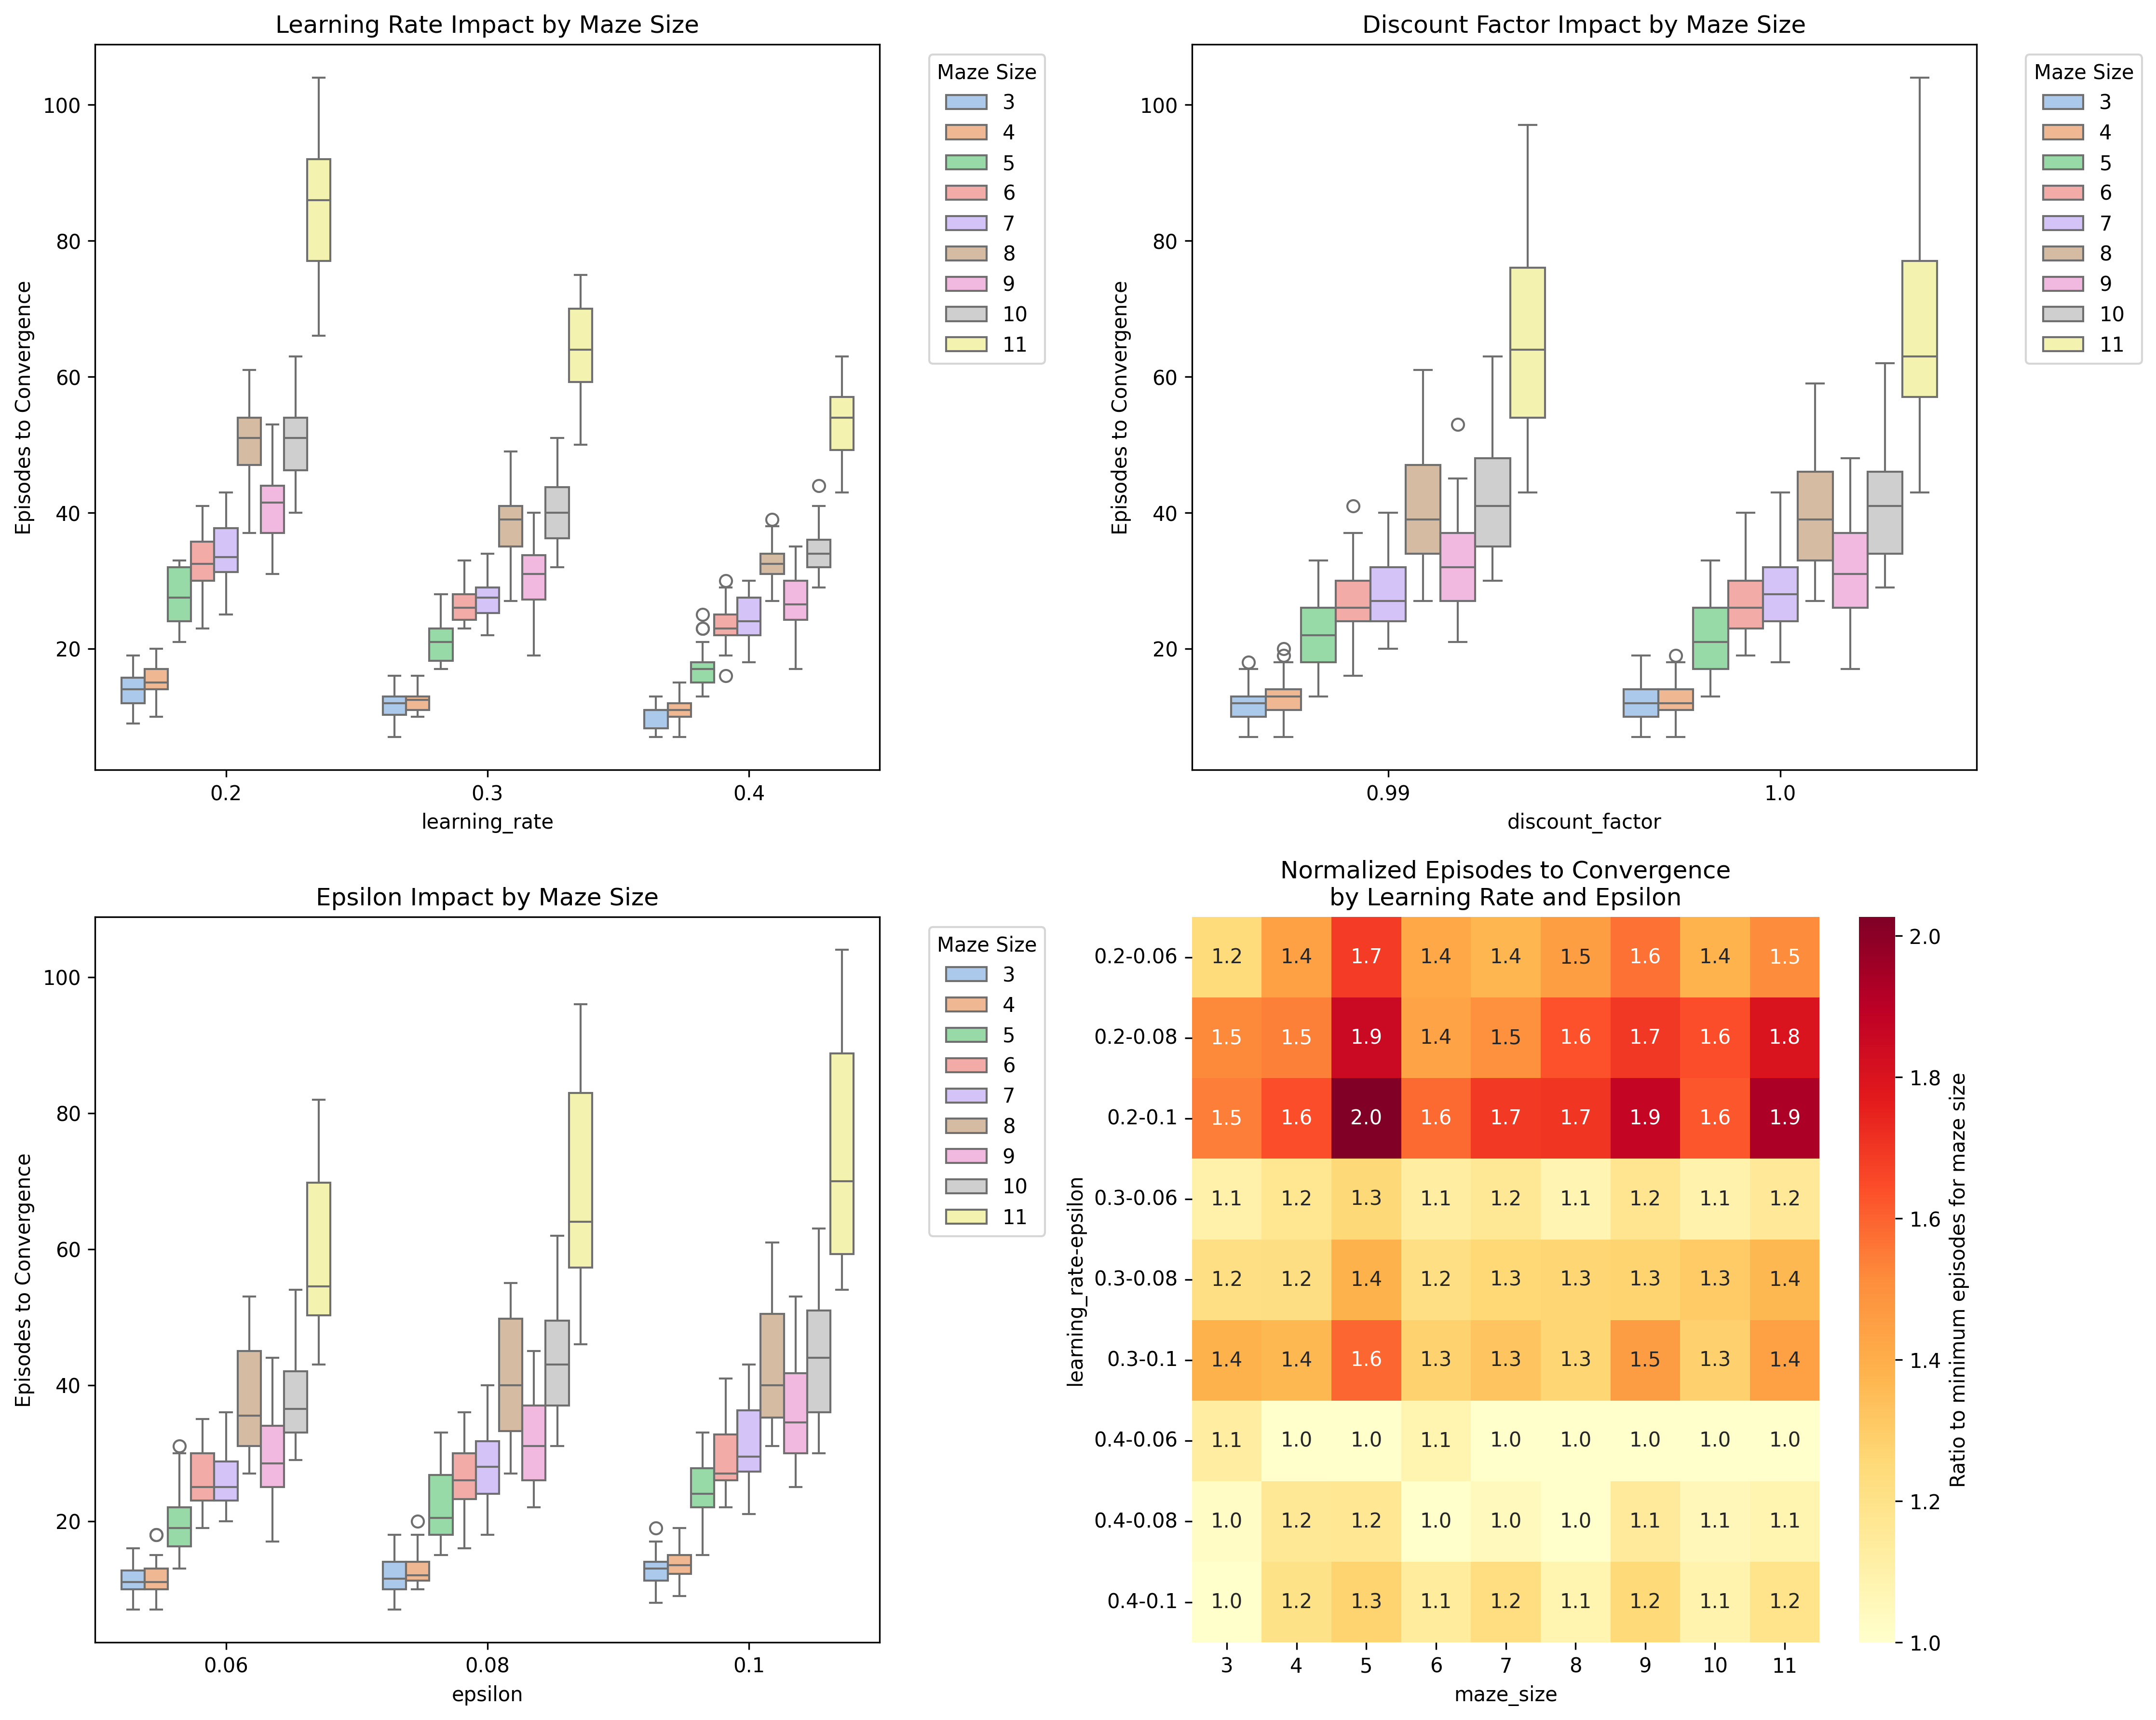 Learning Rate Impact by Maze Size
Episodes to Convergence
100
80
60
40
20
0.2 0.3 0.4
learning_rate
Maze Size
3
4
5
6
7
8
9
10
11
Discount Factor Impact by Maze Size
Episodes to Convergence
100
80
60
40
20
0.99 1.0
discount_factor
Maze Size
3
4
5
6
7
8
9
10
11
Epsilon Impact by Maze Size
Episodes to Convergence
100
80
60
40
20
0.06 0.08 0.1
epsilon
Maze Size
3
4
5
6
7
8
9
10
11
Normalized Episodes to Convergence
by Learning Rate and Epsilon
learning_rate-epsilon
0.2-0.06 1.2 1.4 1.7 1.4 1.4 1.5 1.6 1.4 1.5
0.2-0.08 1.5 1.5 1.9 1.4 1.5 1.6 1.7 1.6 1.8
0.2-0.1 1.5 1.6 2.0 1.6 1.7 1.7 1.9 1.6 1.9
0.3-0.06 1.1 1.2 1.3 1.1 1.2 1.1 1.2 1.1 1.2
0.3-0.08 1.2 1.2 1.4 1.2 1.3 1.3 1.3 1.3 1.4
0.3-0.1 1.4 1.4 1.6 1.3 1.3 1.3 1.5 1.3 1.4
0.4-0.06 1.1 1.0 1.0 1.1 1.0 1.0 1.0 1.0 1.0
0.4-0.08 1.0 1.2 1.2 1.0 1.0 1.0 1.1 1.1 1.1
0.4-0.1 1.0 1.2 1.3 1.1 1.2 1.1 1.2 1.1 1.2
3 4 5 6 7 8 9 10 11
maze_size
2.0
1.8
1.6
1.4
1.2
1.0
Ratio to minimum episodes for maze size